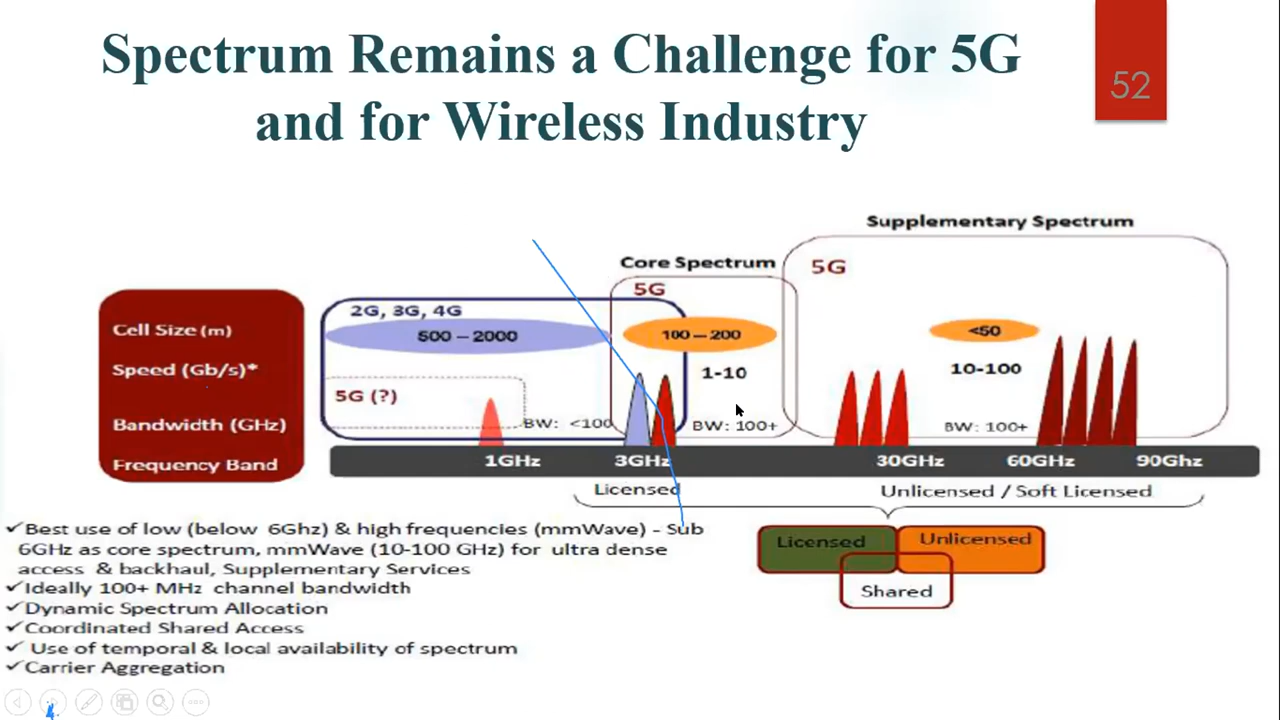 Spectrum Remains a Challenge for 5G
and for Wireless Industry
52
Supplementary Spectrum
Core Spectrum
5G
5G
2G, 3G, 4G
Cell Size (m)
500 – 2000
100 – 200
<50
Speed (Gb/s)*
1-10
10-100
5G (?)
Bandwidth (GHz)
BW: <100
BW: 100+
BW: 100+
Frequency Band
1GHz
3GHz
30GHz
60GHz
90Ghz
Licensed
Unlicensed / Soft Licensed
✓Best use of low (below 6Ghz) & high frequencies (mmWave) - Sub
6GHz as core spectrum, mmWave (10-100 GHz) for ultra dense
access & backhaul, Supplementary Services
✓Ideally 100+ MHz channel bandwidth
✓Dynamic Spectrum Allocation
✓Coordinated Shared Access
✓ Use of temporal & local availability of spectrum
✓Carrier Aggregation
Licensed
Unlicensed
Shared